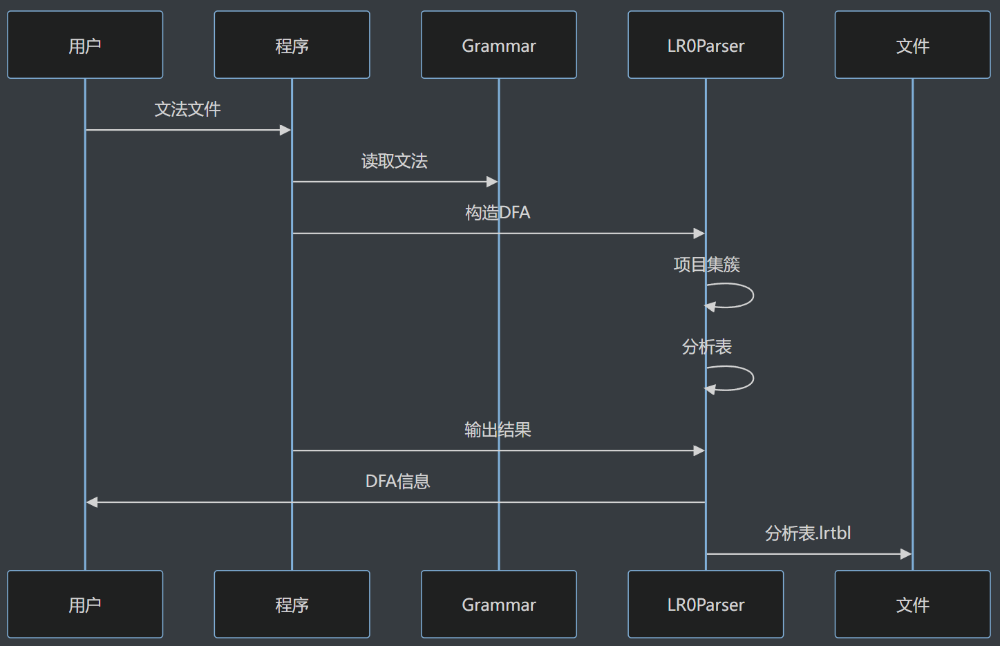 用户
程序
Grammar
LR0Parser
文件
文法文件
读取文法
构造DFA
项目集簇
分析表
输出结果
DFA信息
分析表.lrtbl
用户
程序
Grammar
LR0Parser
文件